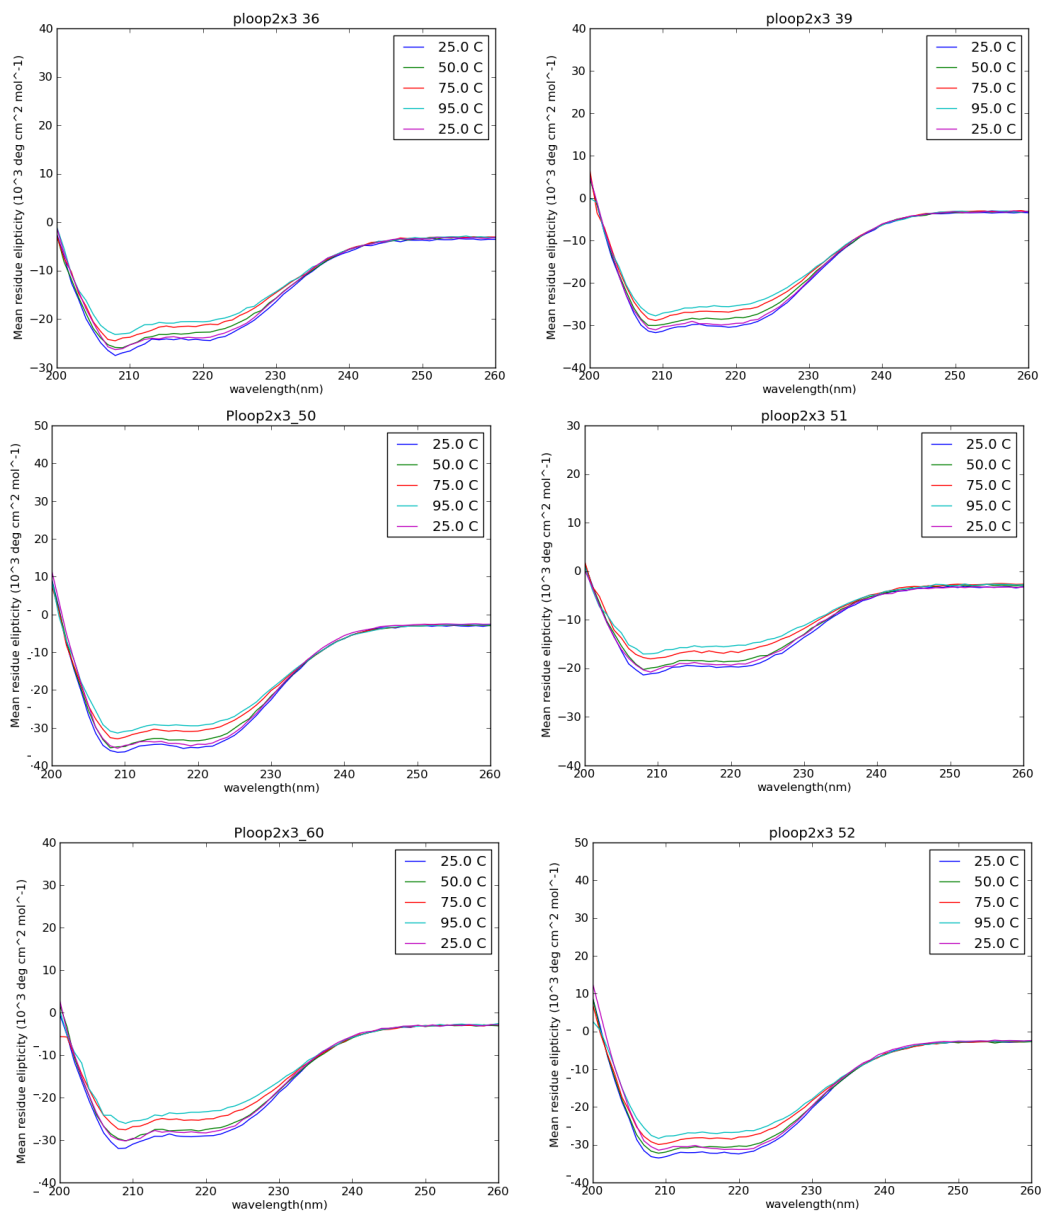 ploop2x3 36
Mean residue elipticity (10^3 deg cm^2 mol^-1)
40
30
20
10
0
−10
−20
−30
25.0 C
50.0 C
75.0 C
95.0 C
25.0 C
200 210 220 230 240 250 260
wavelength(nm)
ploop2x3 39
Mean residue elipticity (10^3 deg cm^2 mol^-1)
40
30
20
10
0
−10
−20
−30
−40
25.0 C
50.0 C
75.0 C
95.0 C
25.0 C
200 210 220 230 240 250 260
wavelength(nm)
Ploop2x3_50
Mean residue elipticity (10^3 deg cm^2 mol^-1)
50
40
30
20
10
0
-10
-20
-30
-40
25.0 C
50.0 C
75.0 C
95.0 C
25.0 C
200 210 220 230 240 250 260
wavelength(nm)
ploop2x3 51
Mean residue elipticity (10^3 deg cm^2 mol^-1)
30
20
10
0
−10
−20
−30
−40
25.0 C
50.0 C
75.0 C
95.0 C
25.0 C
200 210 220 230 240 250 260
wavelength(nm)
Ploop2x3_60
Mean residue elipticity (10^3 deg cm^2 mol^-1)
40
30
20
10
0
-10
-20
-30
-40
25.0 C
50.0 C
75.0 C
95.0 C
25.0 C
200 210 220 230 240 250 260
wavelength(nm)
ploop2x3 52
Mean residue elipticity (10^3 deg cm^2 mol^-1)
50
40
30
20
10
0
-10
-20
-30
-40
25.0 C
50.0 C
75.0 C
95.0 C
25.0 C
200 210 220 230 240 250 260
wavelength(nm)